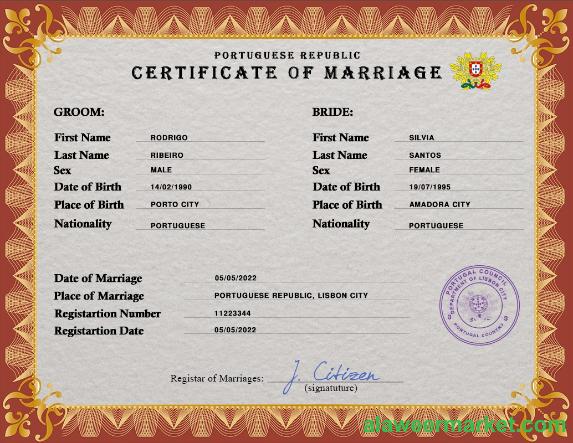 PORTUGUESE REPUBLIC
CERTIFICATE OF MARRIAGE
GROOM:
First Name RODRIGO
Last Name RIBEIRO
Sex MALE
Date of Birth 14/02/1990
Place of Birth PORTO CITY
Nationality PORTUGUESE
BRIDE:
First Name SILVIA
Last Name SANTOS
Sex FEMALE
Date of Birth 19/07/1995
Place of Birth AMADORA CITY
Nationality PORTUGUESE
Date of Marriage 05/05/2022
Place of Marriage PORTUGUESE REPUBLIC, LISBON CITY
Registartion Number 11223344
Registartion Date 05/05/2022
PORTUGAL COUNCIL
DEPARTMENT OF LISBON CITY
PORTUGAL COUNTRY
Registar of Marriages: J. Citizen
(signatuture)
alaweermarket.com